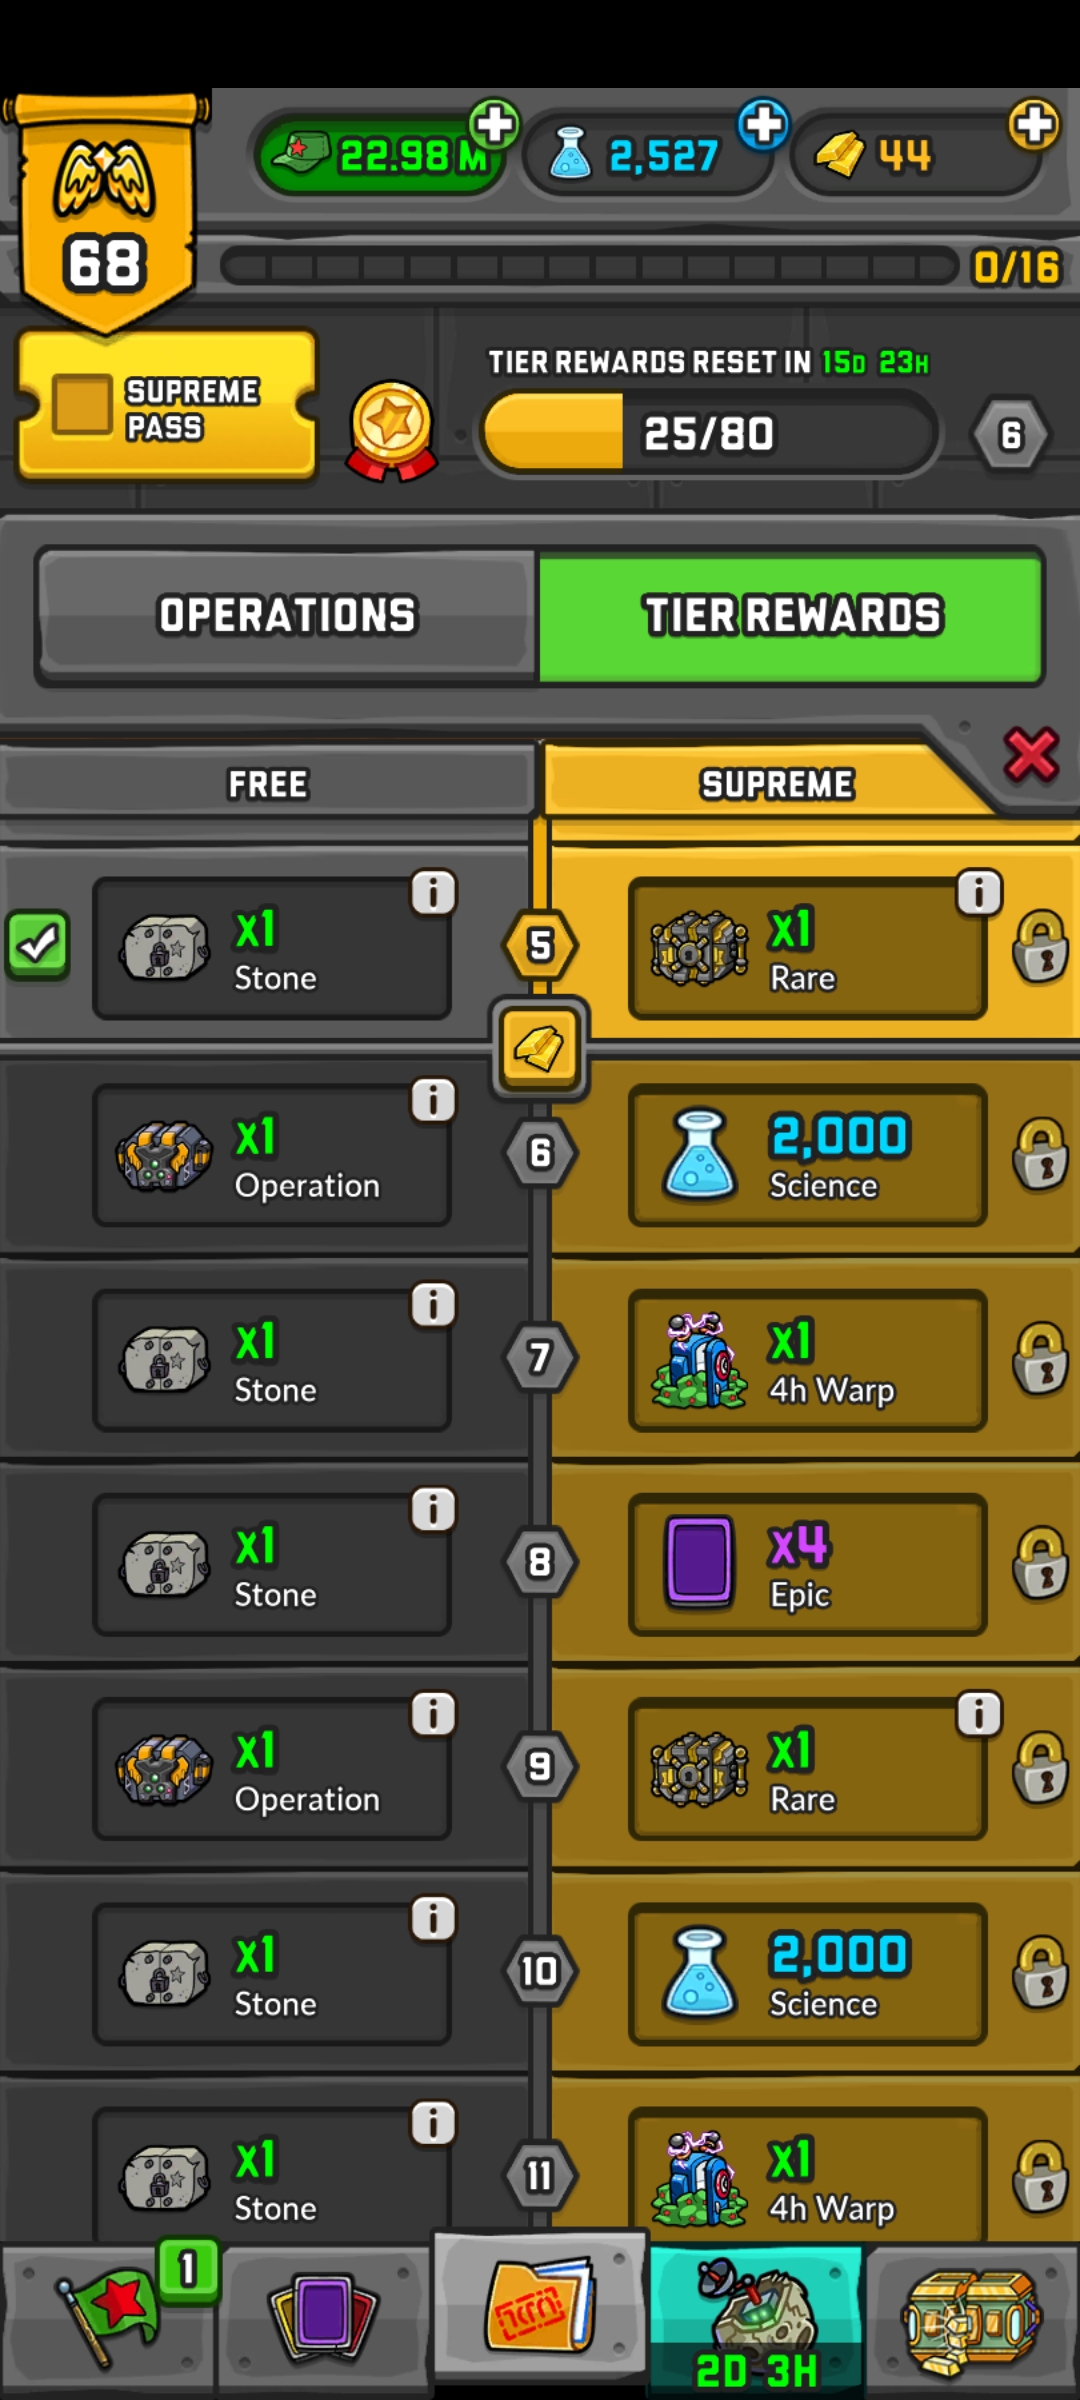 22.98 M
2,527
44
68
0/16
SUPREME
PASS
TIER REWARDS RESET IN 15D 23H
25/80
6
OPERATIONS
TIER REWARDS
FREE
SUPREME
X1
Stone
5
X1
Rare
X1
Operation
6
2,000
Science
X1
Stone
7
X1
4h Warp
X1
Stone
8
X4
Epic
X1
Operation
9
X1
Rare
X1
Stone
10
2,000
Science
X1
Stone
11
X1
4h Warp
1
2D 3H